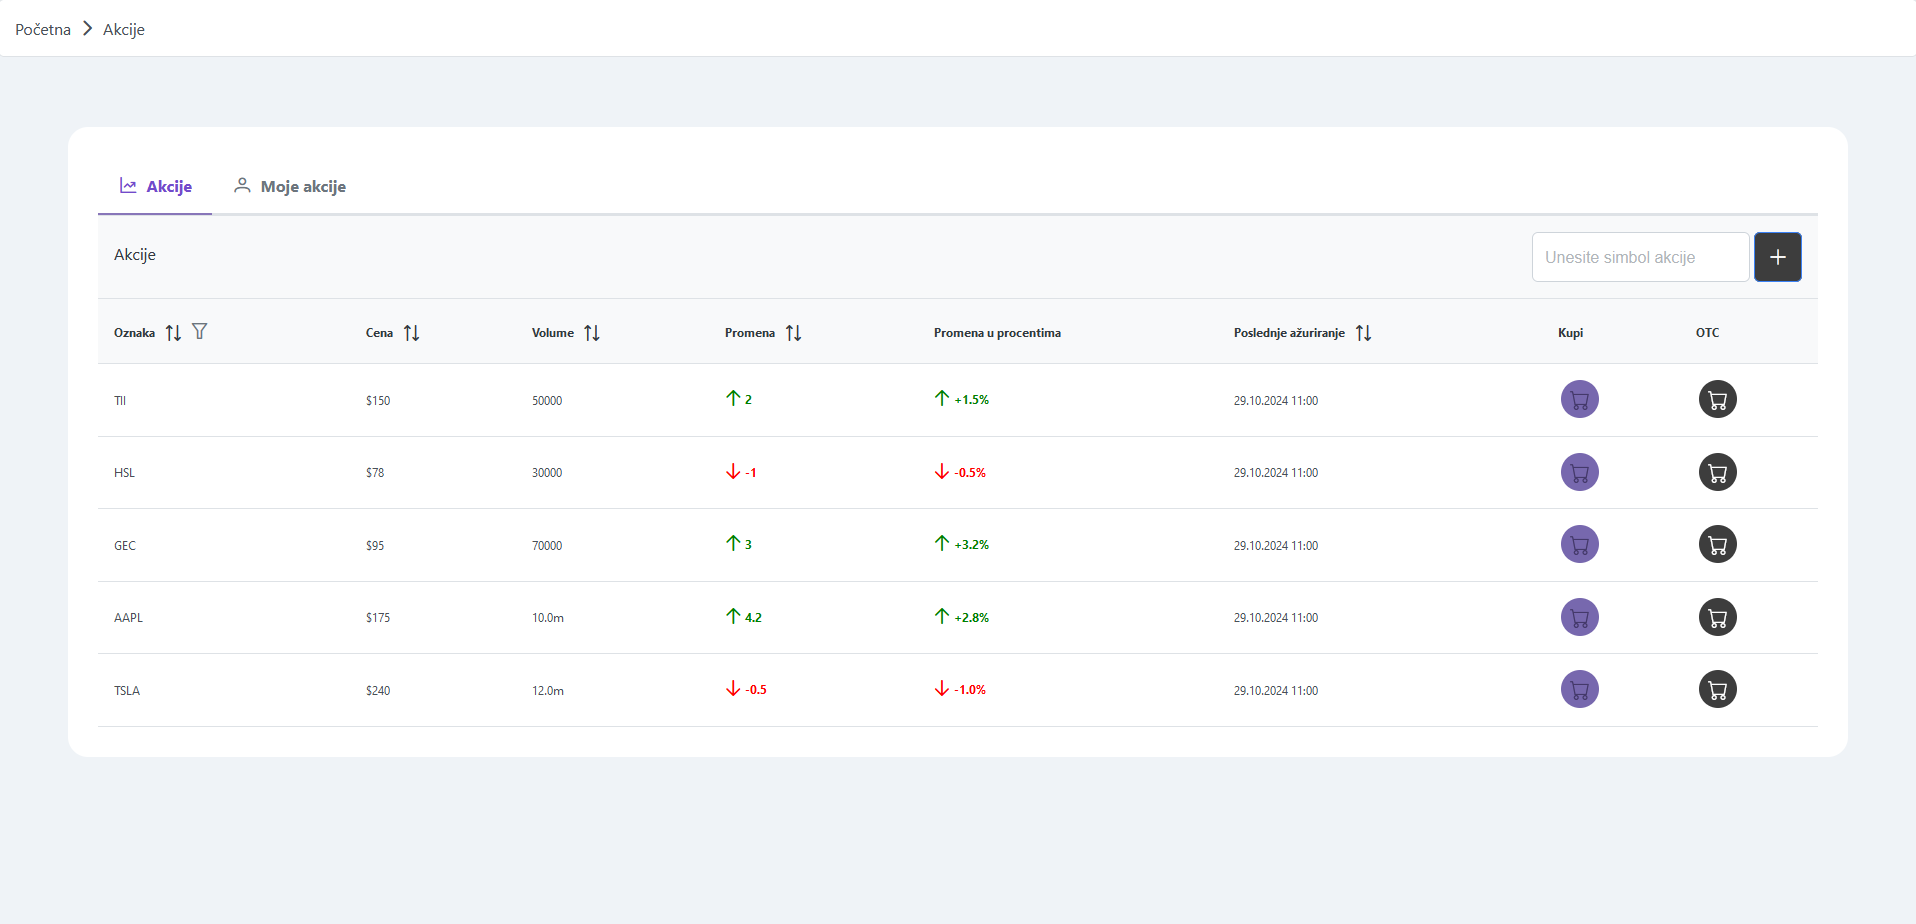 Početna Akcije
Akcije Moje akcije
Akcije Unesite simbol akcije
Oznaka Cena Volume Promena Promena u procentima Poslednje ažuriranje Kupi OTC
TII $150 50000 2 +1.5% 29.10.2024 11:00
HSL $78 30000 -1 -0.5% 29.10.2024 11:00
GEC $95 70000 3 +3.2% 29.10.2024 11:00
AAPL $175 10.0m 4.2 +2.8% 29.10.2024 11:00
TSLA $240 12.0m -0.5 -1.0% 29.10.2024 11:00